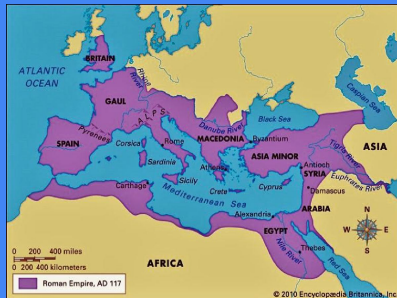 BRITAIN
ATLANTIC
OCEAN
Rhine
River
GAUL
ALPS
Caspian Sea
Danube River
Black Sea
Pyrenees
SPAIN
Corsica
Rome
MACEDONIA
Byzantium
ASIA
Tigris River
Sardinia
ASIA MINOR
Athens
Antioch
SYRIA
Euphrates River
Carthage
Sicily
Crete
Cyprus
Damascus
Mediterranean Sea
Alexandria
ARABIA
EGYPT
Nile River
Thebes
Red Sea
N
W
E
S
0 200 400 miles
0 200 400 kilometers
AFRICA
Roman Empire, AD 117
© 2010 Encyclopædia Britannica, Inc.